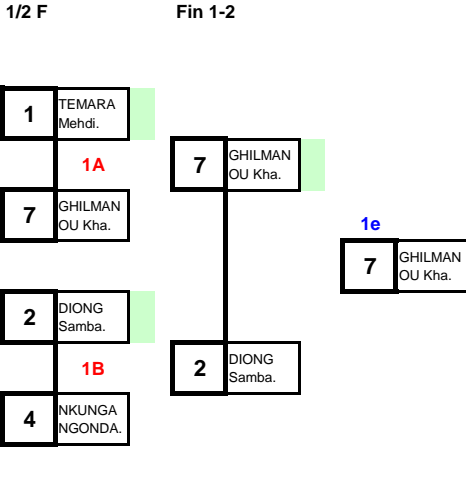 1/2 F Fin 1-2
1 TEMARA
Mehdi.
1A
7 GHILMAN
OU Kha.
7 GHILMAN
OU Kha.
1e
7 GHILMAN
OU Kha.
2 DIONG
Samba.
1B
4 NKUNGA
NGONDA.
2 DIONG
Samba.